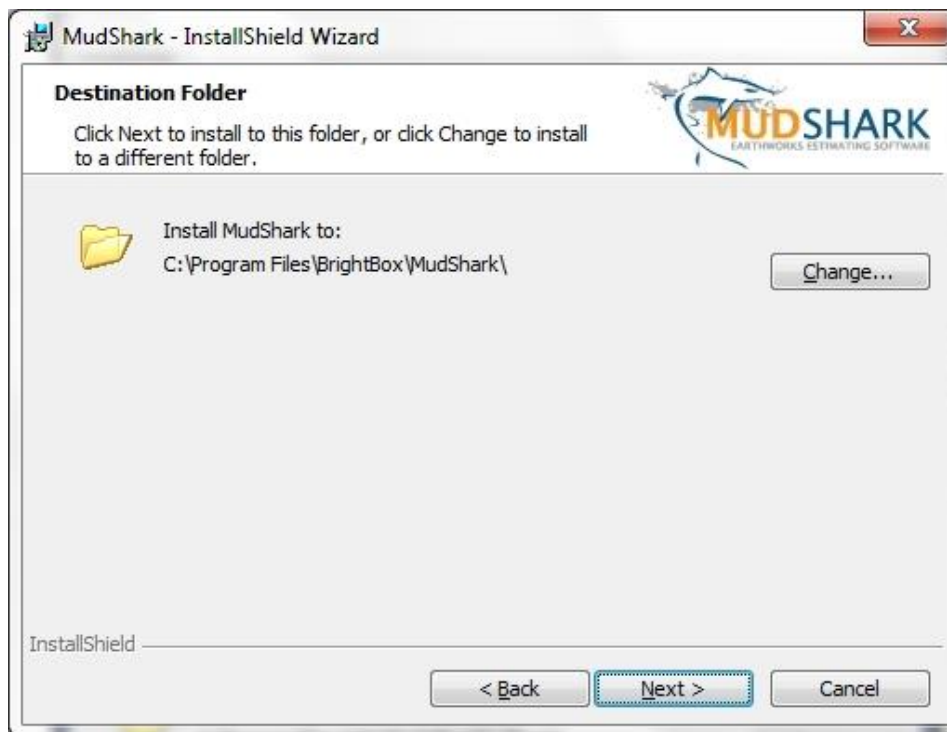 MudShark - InstallShield Wizard
Destination Folder
Click Next to install to this folder, or click Change to install
to a different folder.
MUDSHARK
EARTHWORKS ESTIMATING SOFTWARE
Install MudShark to:
C:\Program Files\BrightBox\MudShark\
Change...
InstallShield
< Back
Next >
Cancel